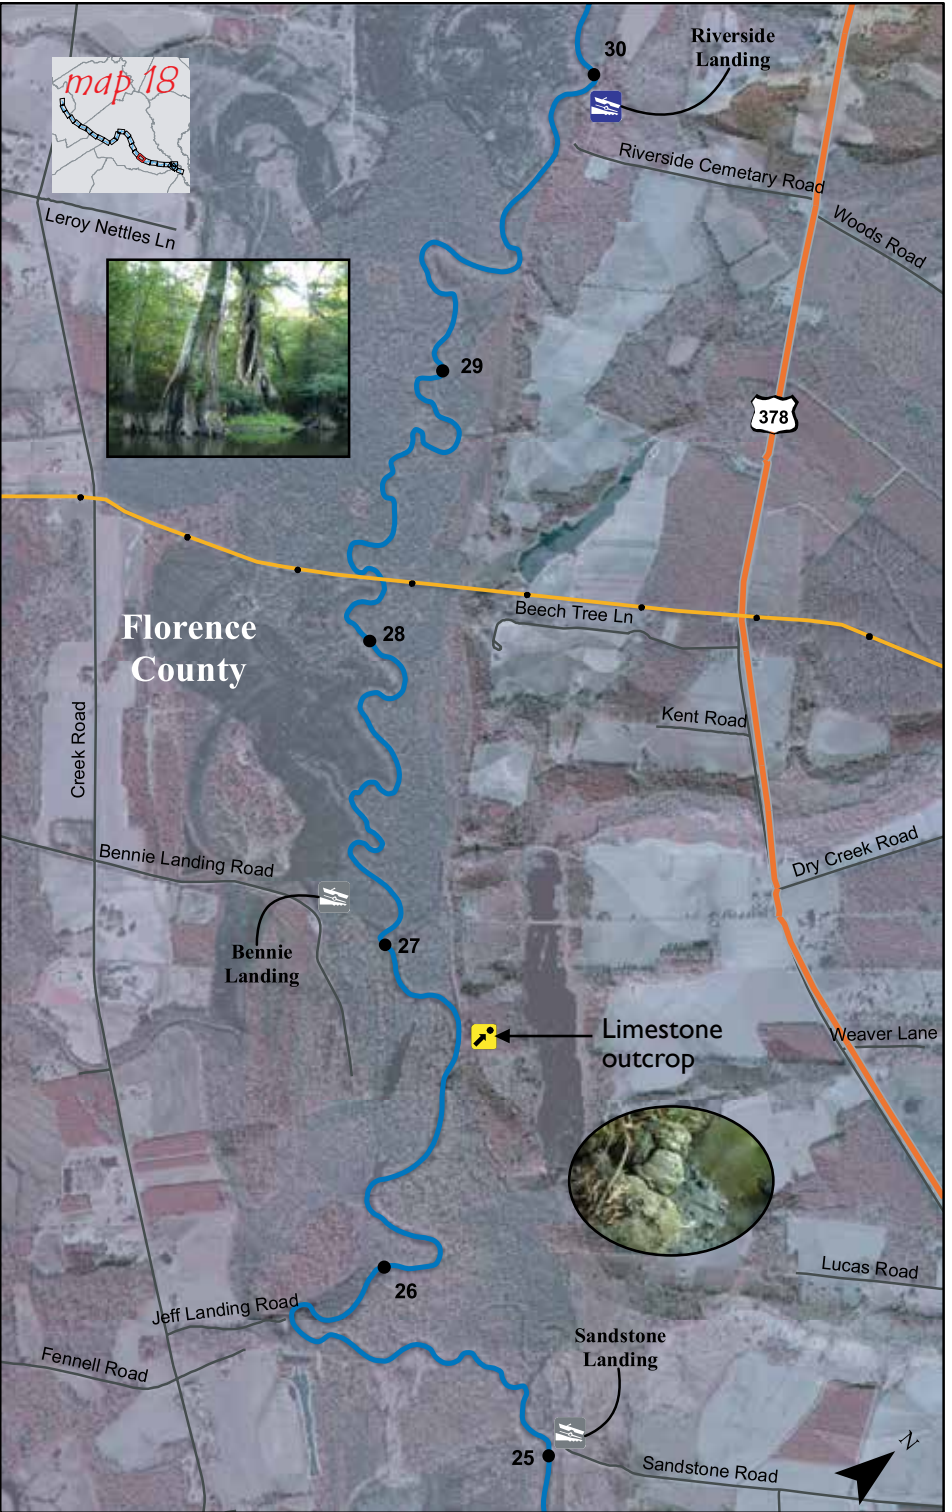 30
Riverside
Landing
map 18
Riverside Cemetary Road
Leroy Nettles Ln
Woods Road
29
378
Beech Tree Ln
Florence
County
28
Creek Road
Kent Road
Dry Creek Road
Bennie Landing Road
27
Bennie
Landing
Limestone
outcrop
Weaver Lane
Lucas Road
26
Jeff Landing Road
Sandstone
Landing
Fennell Road
25
Sandstone Road
N